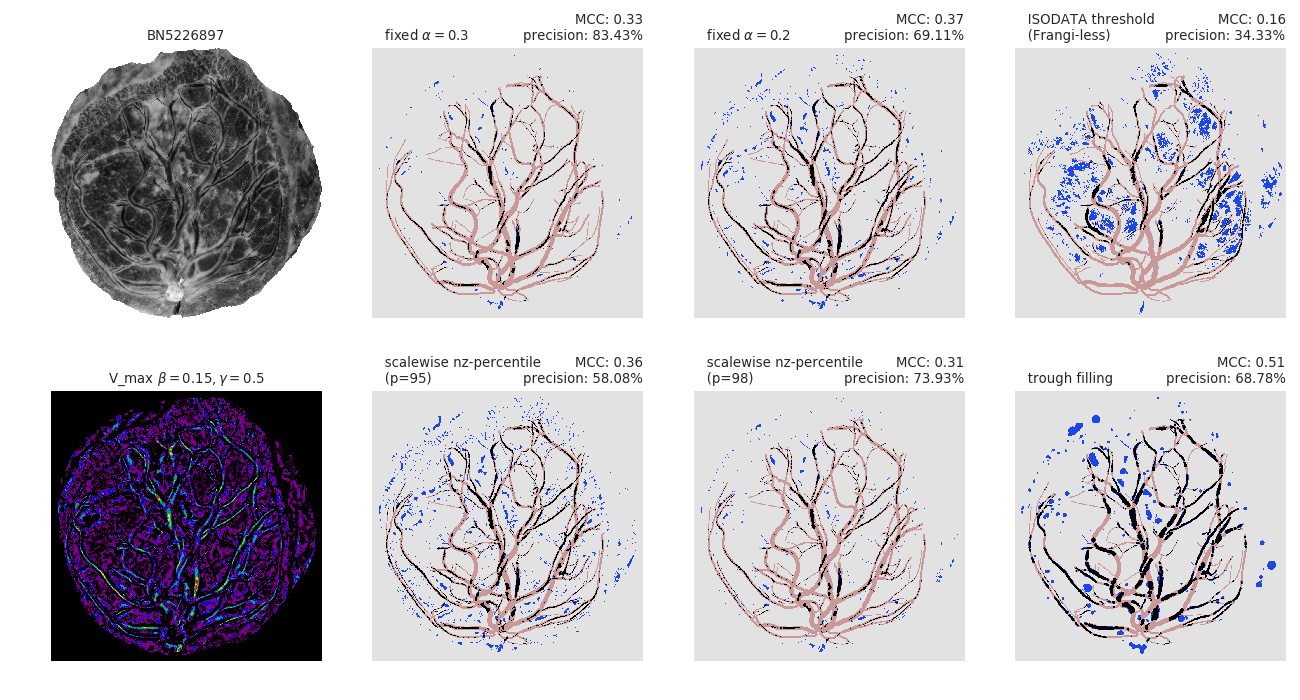 BN5226897
MCC: 0.33
fixed α = 0.3 precision: 83.43%
MCC: 0.37
fixed α = 0.2 precision: 69.11%
ISODATA threshold MCC: 0.16
(Frangi-less) precision: 34.33%
V_max β = 0.15, γ = 0.5
scalewise nz-percentile MCC: 0.36
(p=95) precision: 58.08%
scalewise nz-percentile MCC: 0.31
(p=98) precision: 73.93%
MCC: 0.51
trough filling precision: 68.78%